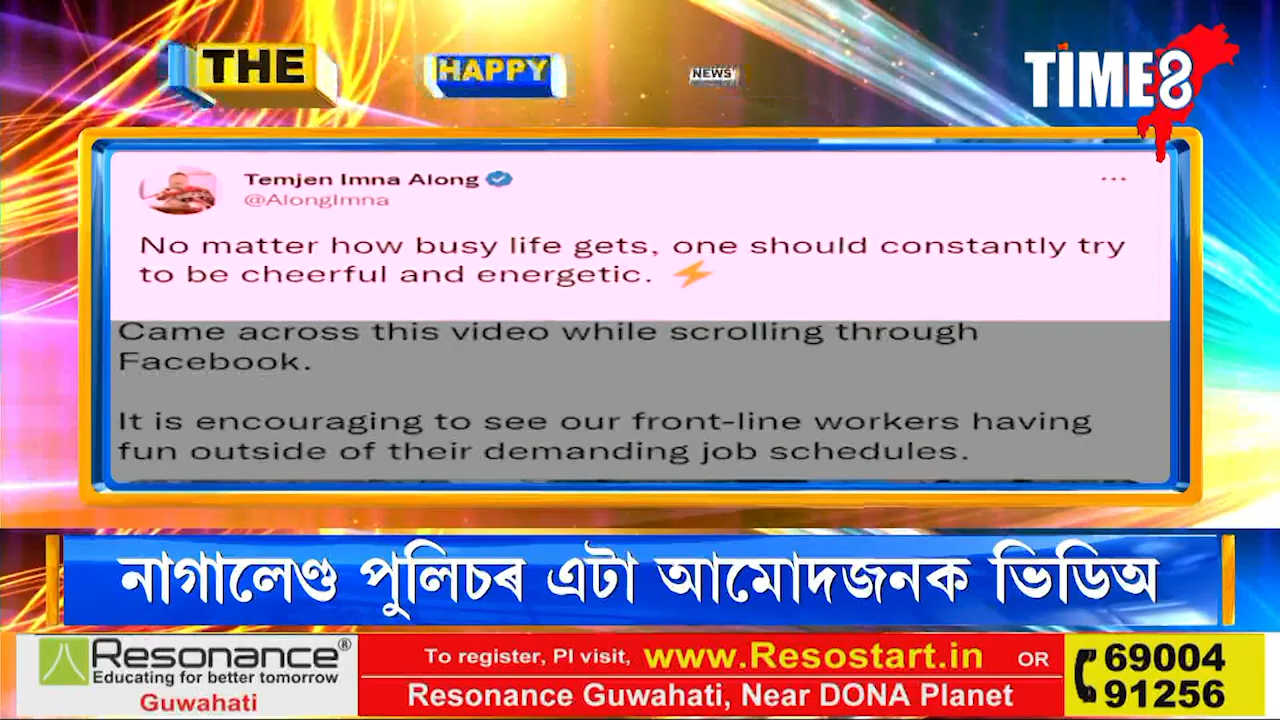 THE HAPPY NEWS
TIME8
Temjen Imna Along
@AlongImna
No matter how busy life gets, one should constantly try
to be cheerful and energetic. ⚡
Came across this video while scrolling through
Facebook.
It is encouraging to see our front-line workers having
fun outside of their demanding job schedules.
নাগালেণ্ড পুলিচৰ এটা আমোদজনক ভিডিঅ
Resonance®
Educating for better tomorrow
Guwahati
To register, Pl visit, www.Resostart.in OR
Resonance Guwahati, Near DONA Planet
69004
91256